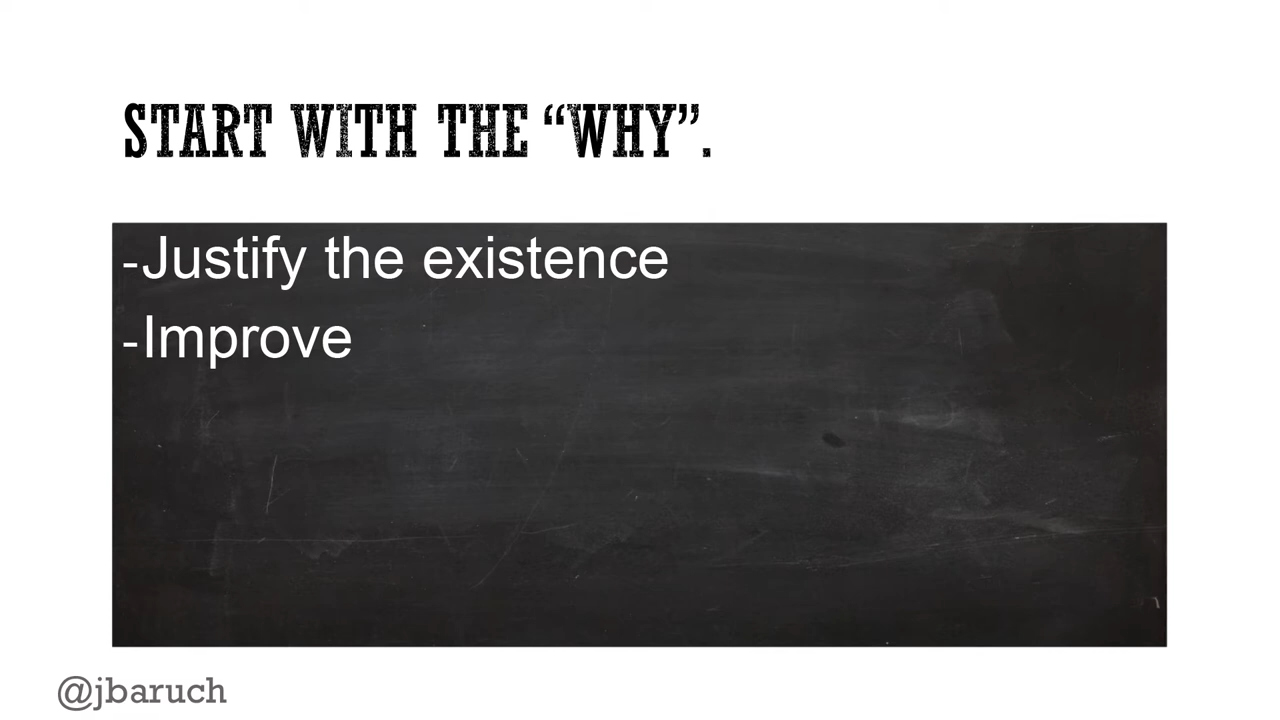 START WITH THE “WHY”.
-Justify the existence
-Improve
@jbaruch